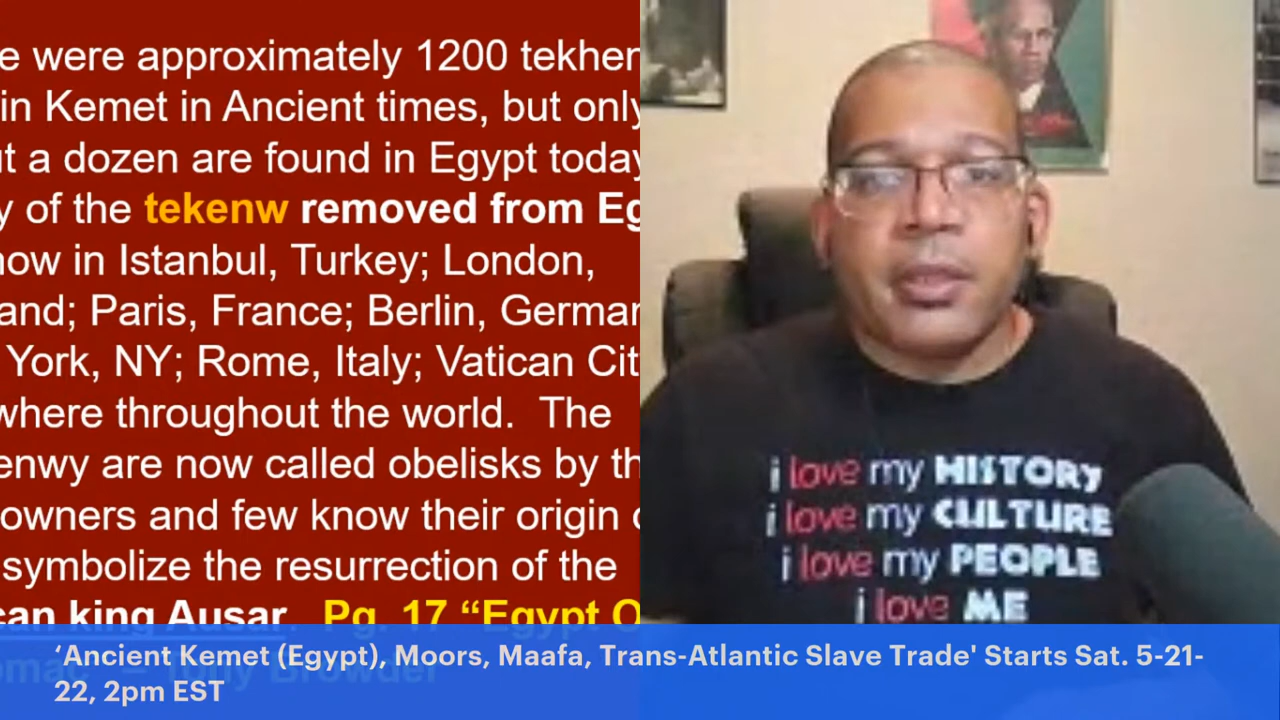 e were approximately 1200 tekhen
in Kemet in Ancient times, but only
t a dozen are found in Egypt today
y of the tekenw removed from Eg
now in Istanbul, Turkey; London,
and; Paris, France; Berlin, German
York, NY; Rome, Italy; Vatican Cit
where throughout the world. The
enwy are now called obelisks by th
owners and few know their origin o
symbolize the resurrection of the
can king Ausar. Pg. 17 “Egypt O
omac" – Tony Browder
i love my HISTORY
i love my CULTURE
i love my PEOPLE
i love ME
‘Ancient Kemet (Egypt), Moors, Maafa, Trans-Atlantic Slave Trade' Starts Sat. 5-21-
22, 2pm EST